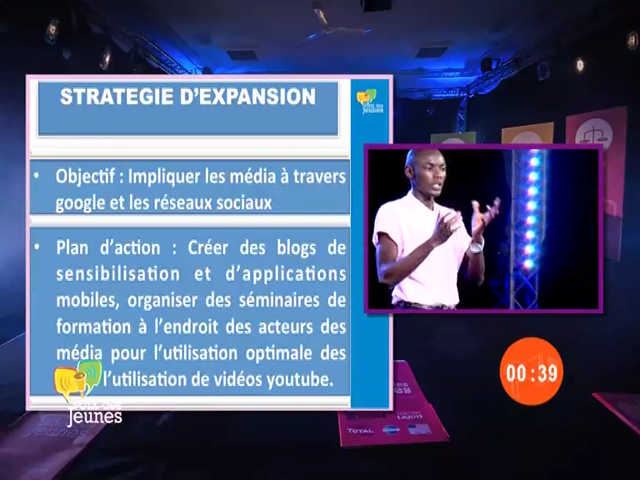 STRATEGIE D'EXPANSION
• Objectif : Impliquer les média à travers
google et les réseaux sociaux
• Plan d'action : Créer des blogs de
sensibilisation et d'applications
mobiles, organiser des séminaires de
formation à l'endroit des acteurs des
média pour l'utilisation optimale des
l'utilisation de vidéos youtube.
Jeunes
00 : 39
Jeunes
TOTAL